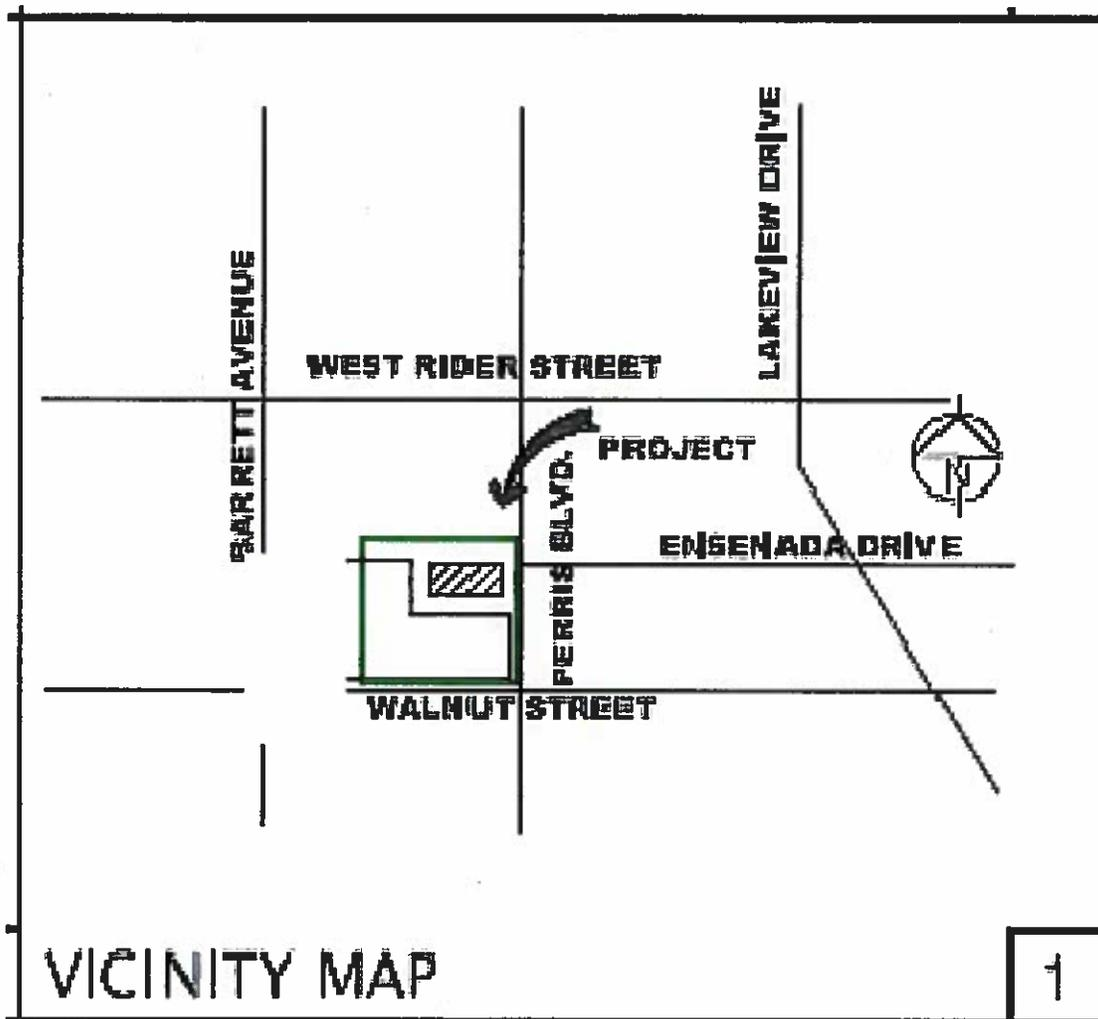 LAKEVIEW DRIVE
BARRETT AVENUE
WEST RIDER STREET
PROJECT
PERRIS BLVD.
N
ENSENADA DRIVE
WALNUT STREET
VICINITY MAP
1